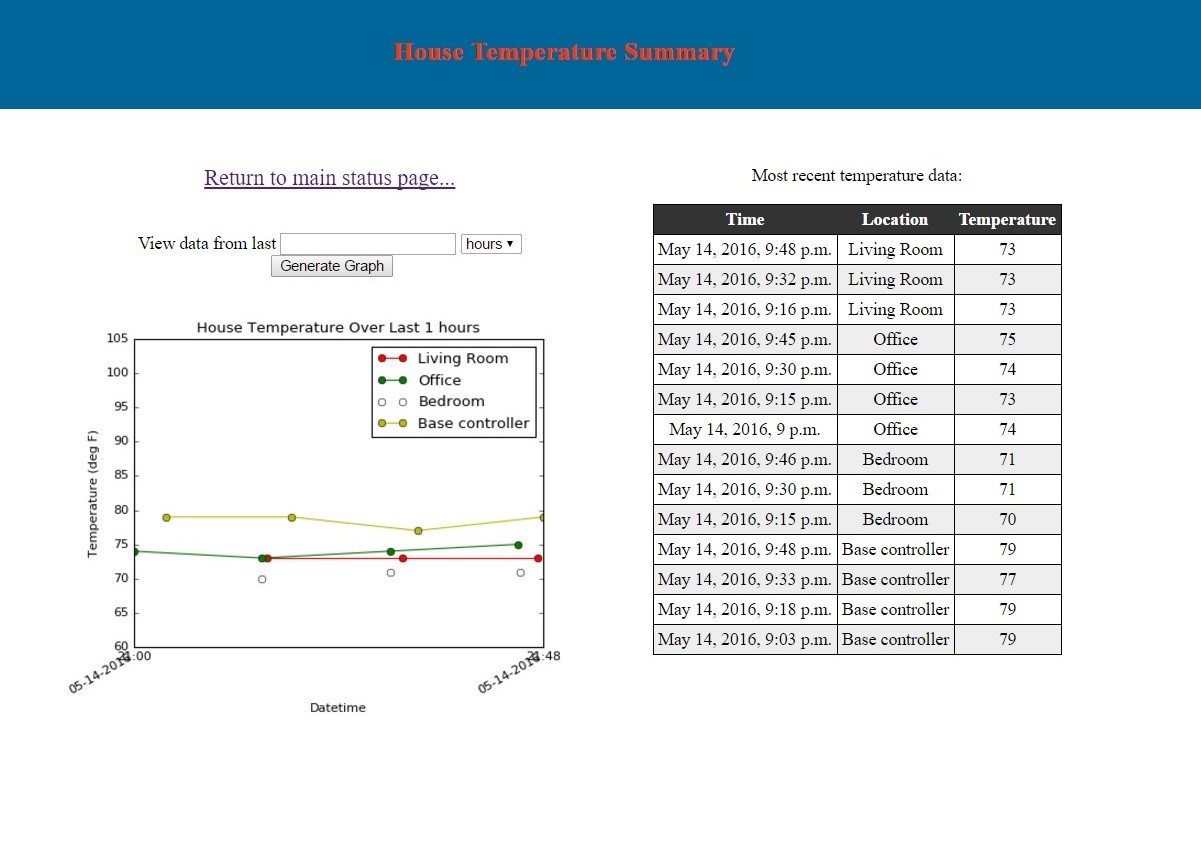 House Temperature Summary
Return to main status page...
View data from last hours
Generate Graph
House Temperature Over Last 1 hours
Living Room
Office
Bedroom
Base controller
Temperature (deg F)
105
100
95
90
85
80
75
70
65
60
05-14-2016 21:00
05-14-2016 21:48
Datetime
Most recent temperature data:
Time Location Temperature
May 14, 2016, 9:48 p.m. Living Room 73
May 14, 2016, 9:32 p.m. Living Room 73
May 14, 2016, 9:16 p.m. Living Room 73
May 14, 2016, 9:45 p.m. Office 75
May 14, 2016, 9:30 p.m. Office 74
May 14, 2016, 9:15 p.m. Office 73
May 14, 2016, 9 p.m. Office 74
May 14, 2016, 9:46 p.m. Bedroom 71
May 14, 2016, 9:30 p.m. Bedroom 71
May 14, 2016, 9:15 p.m. Bedroom 70
May 14, 2016, 9:48 p.m. Base controller 79
May 14, 2016, 9:33 p.m. Base controller 77
May 14, 2016, 9:18 p.m. Base controller 79
May 14, 2016, 9:03 p.m. Base controller 79